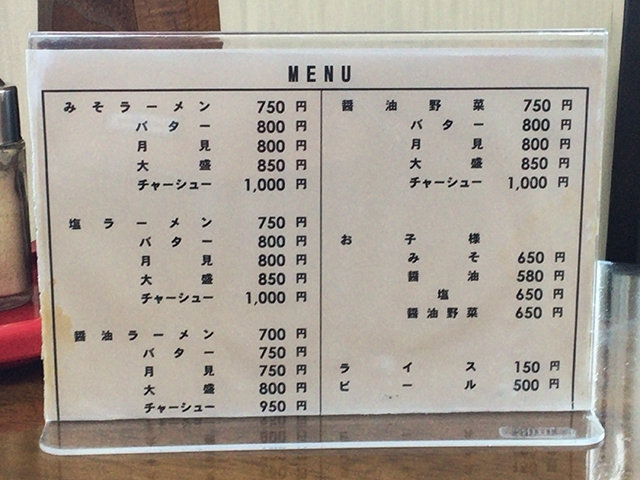 MENU
みそラーメン 750円
バター 800円
月見 800円
大盛 850円
チャーシュー 1,000円
塩ラーメン 750円
バター 800円
月見 800円
大盛 850円
チャーシュー 1,000円
醤油ラーメン 700円
バター 750円
月見 750円
大盛 800円
チャーシュー 950円
醤油野菜 750円
バター 800円
月見 800円
大盛 850円
チャーシュー 1,000円
お子様
みそ 650円
醤油 580円
塩 650円
醤油野菜 650円
ライス 150円
ビール 500円